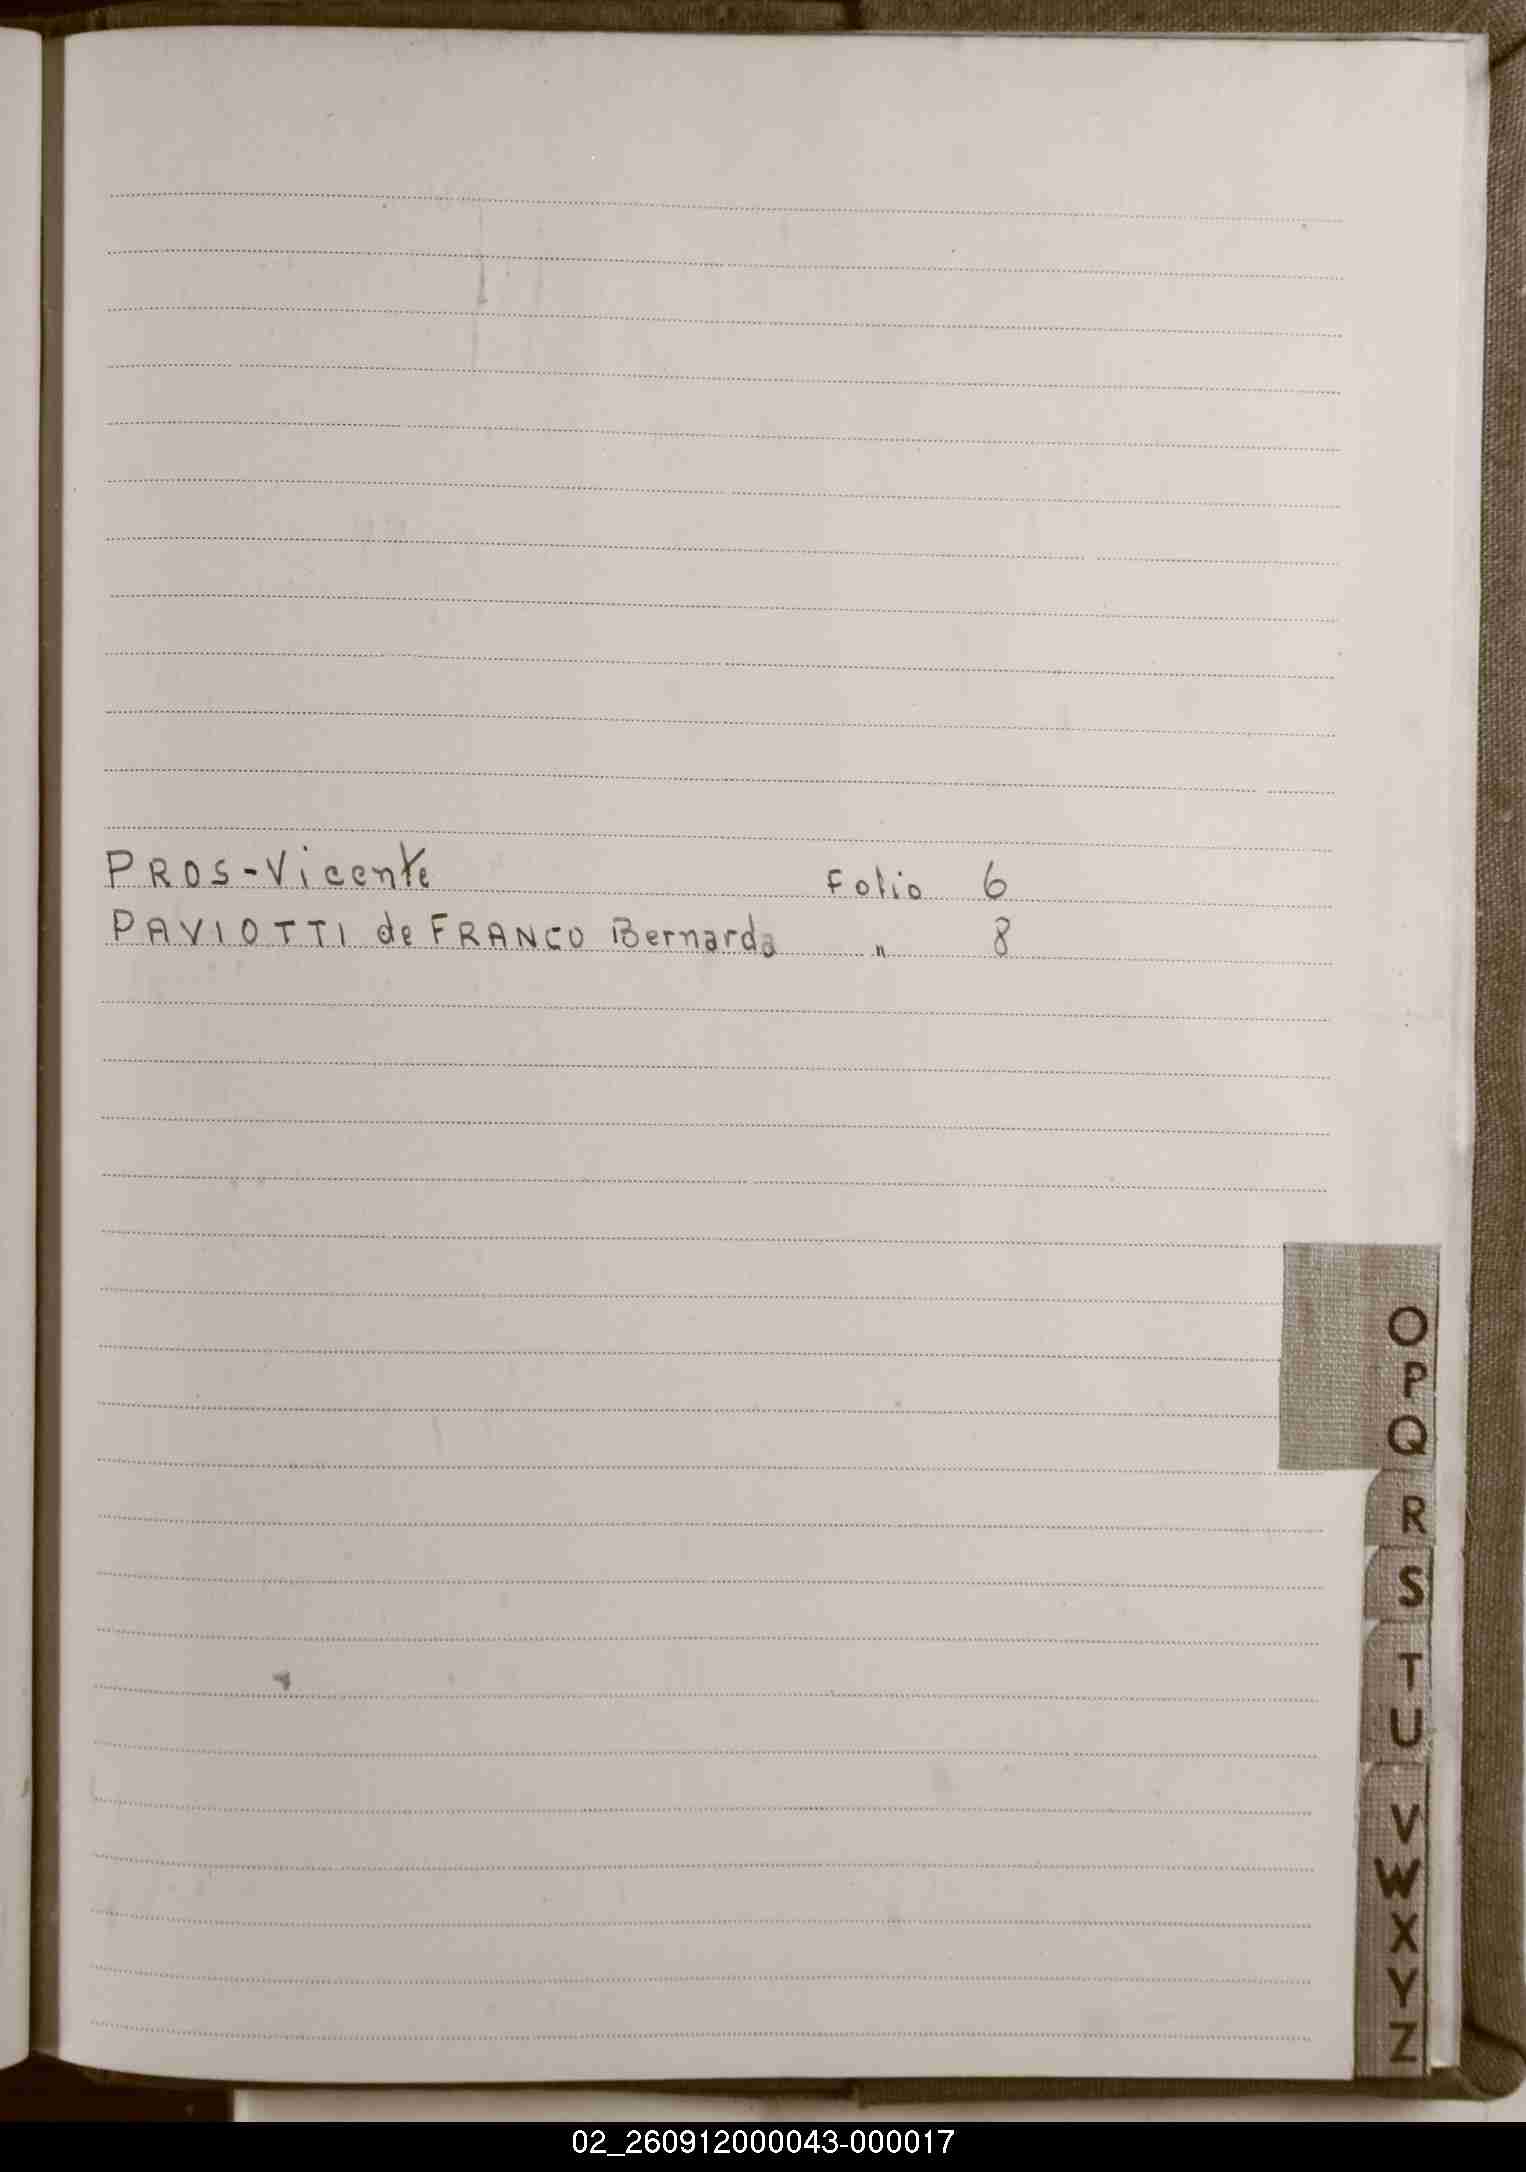 PROS-Vicente Folio 6
PAVIOTTI de FRANCO Bernarda " 8
O
P
Q
R
S
T
U
V
W
X
Y
Z
02_260912000043-000017